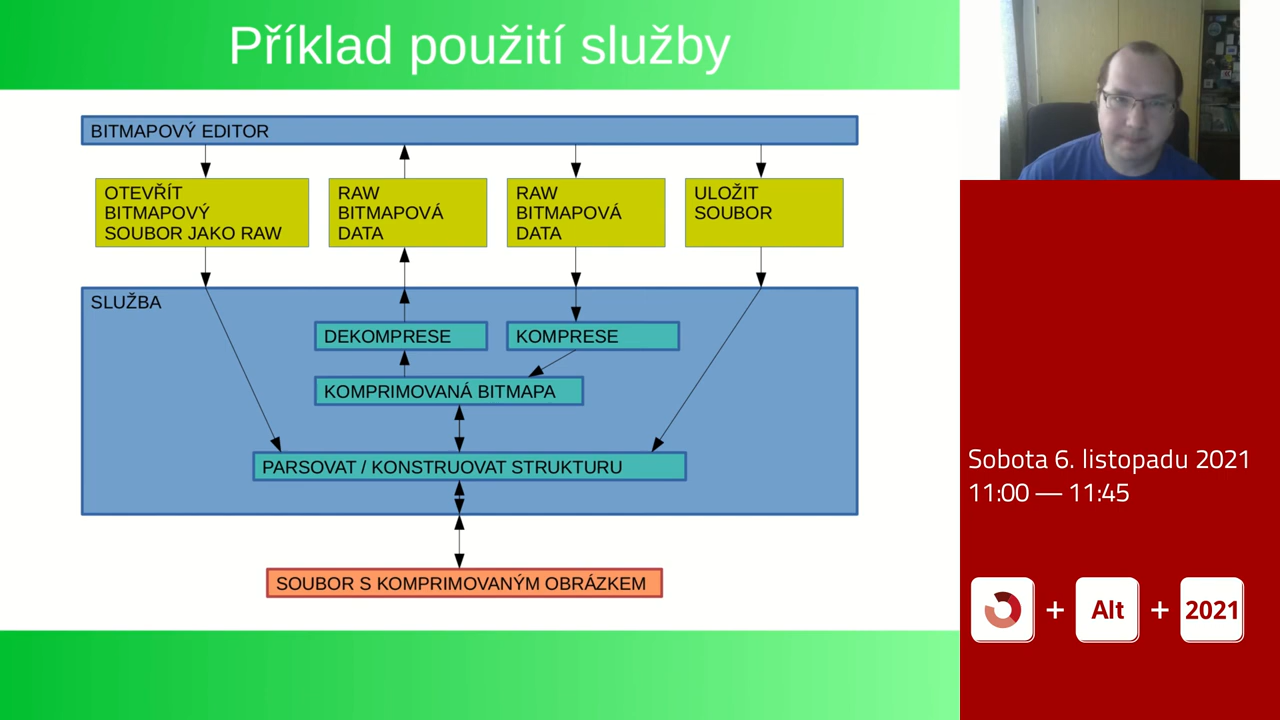 Příklad použití služby
BITMAPOVÝ EDITOR
OTEVŘÍT
BITMAPOVÝ
SOUBOR JAKO RAW
RAW
BITMAPOVÁ
DATA
RAW
BITMAPOVÁ
DATA
ULOŽIT
SOUBOR
SLUŽBA
DEKOMPRESE
KOMPRESE
KOMPRIMOVANÁ BITMAPA
PARSOVAT / KONSTRUOVAT STRUKTURU
SOUBOR S KOMPRIMOVANÝM OBRÁZKEM
Sobota 6. listopadu 2021
11:00 — 11:45
+ Alt + 2021